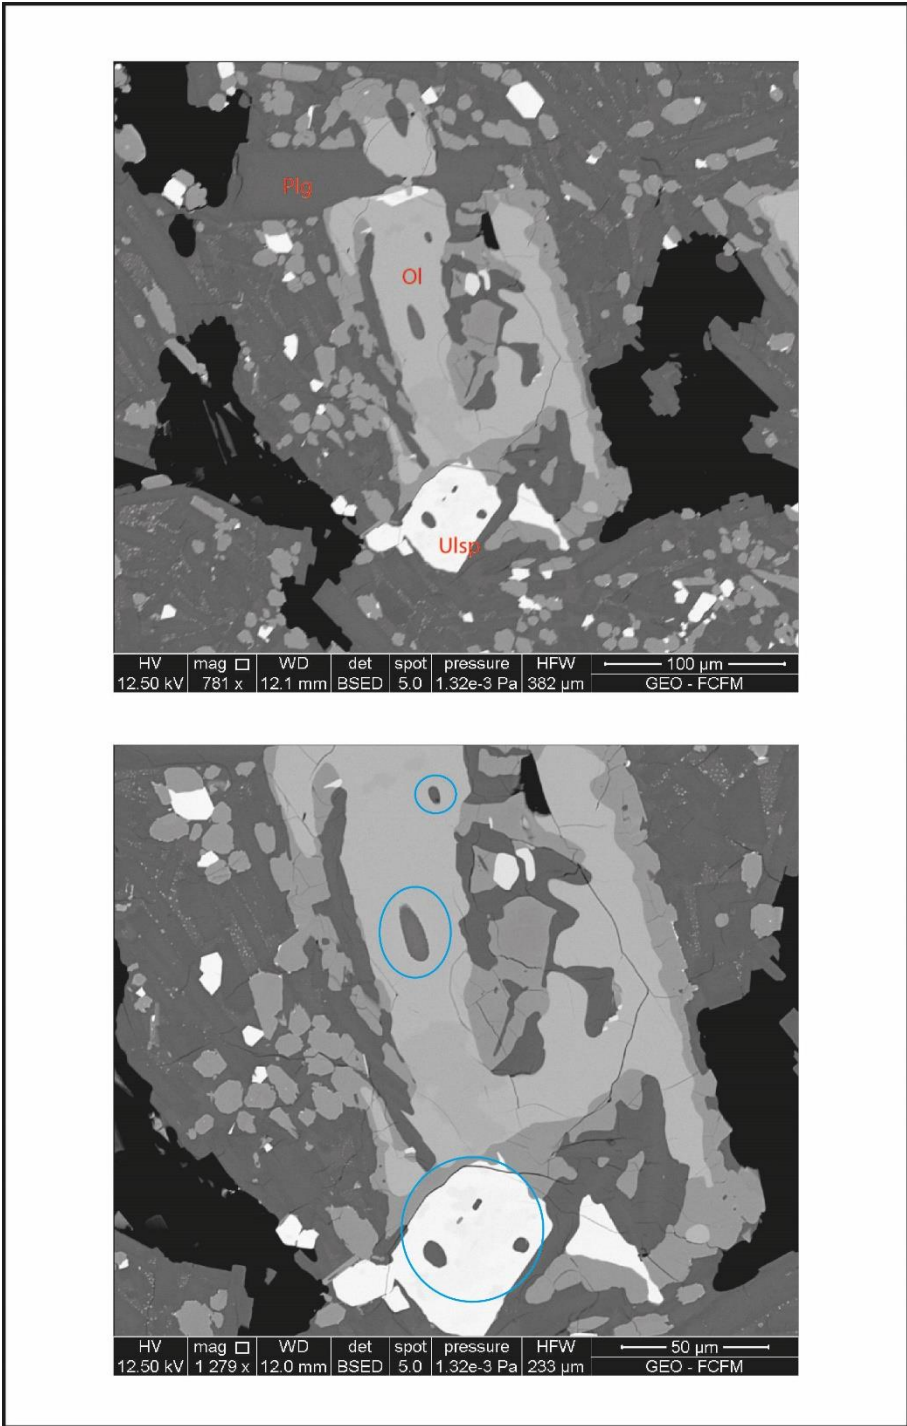 Plg
Ol
Ulsp
HV mag □ WD det spot pressure HFW 100 µm
12.50 kV 781 x 12.1 mm BSED 5.0 1.32e-3 Pa 382 µm GEO - FCFM
HV mag □ WD det spot pressure HFW 50 µm
12.50 kV 1 279 x 12.0 mm BSED 5.0 1.32e-3 Pa 233 µm GEO - FCFM